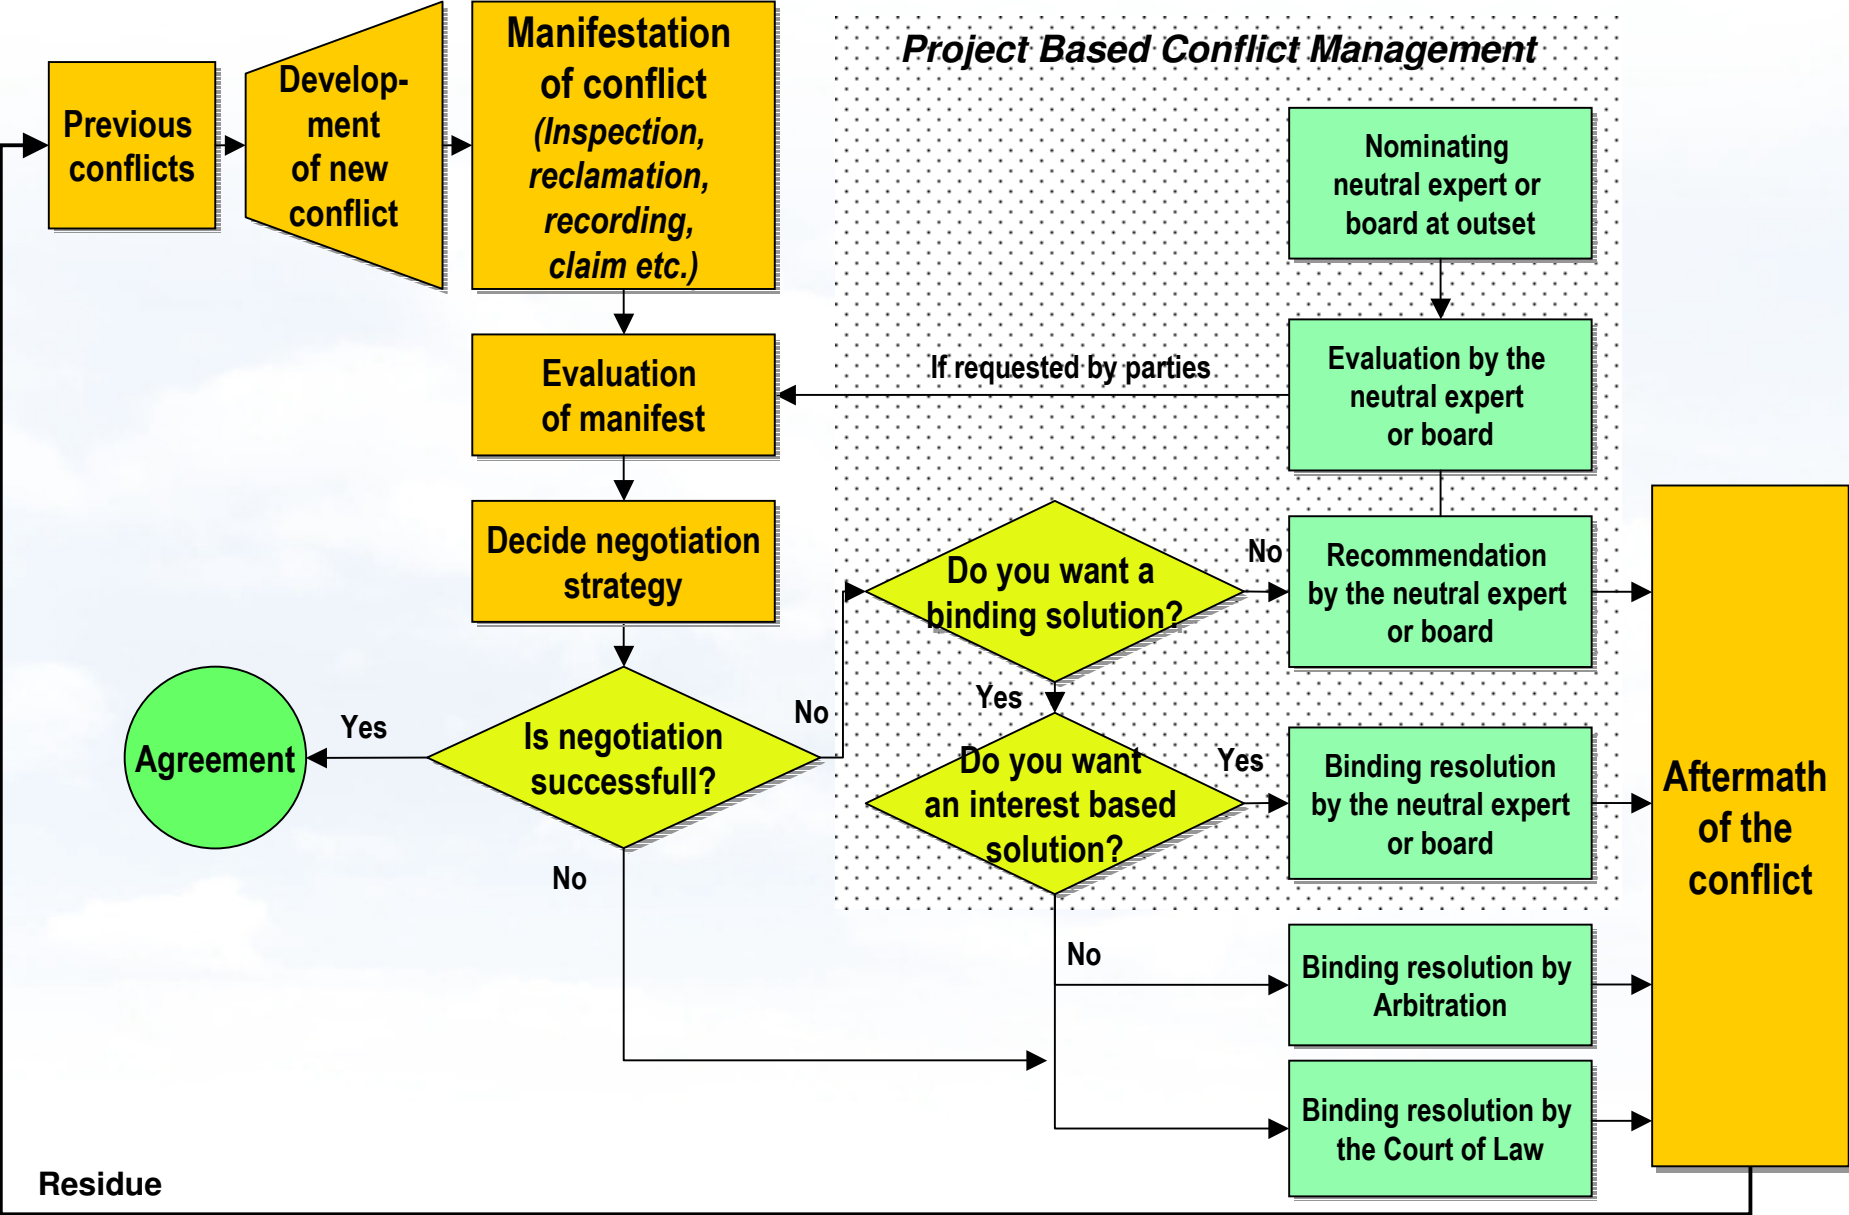 Project Based Conflict Management
Previous
conflicts
Develop-
ment
of new
conflict
Manifestation
of conflict
(Inspection,
reclamation,
recording,
claim etc.)
Nominating
neutral expert or
board at outset
Evaluation
of manifest
If requested by parties
Evaluation by the
neutral expert
or board
Decide negotiation
strategy
Do you want a
binding solution?
No
Recommendation
by the neutral expert
or board
Agreement
Yes
Is negotiation
successfull?
No
No
Yes
Do you want
an interest based
solution?
Yes
Binding resolution
by the neutral expert
or board
No
Binding resolution by
Arbitration
Binding resolution by
the Court of Law
Aftermath
of the
conflict
Residue